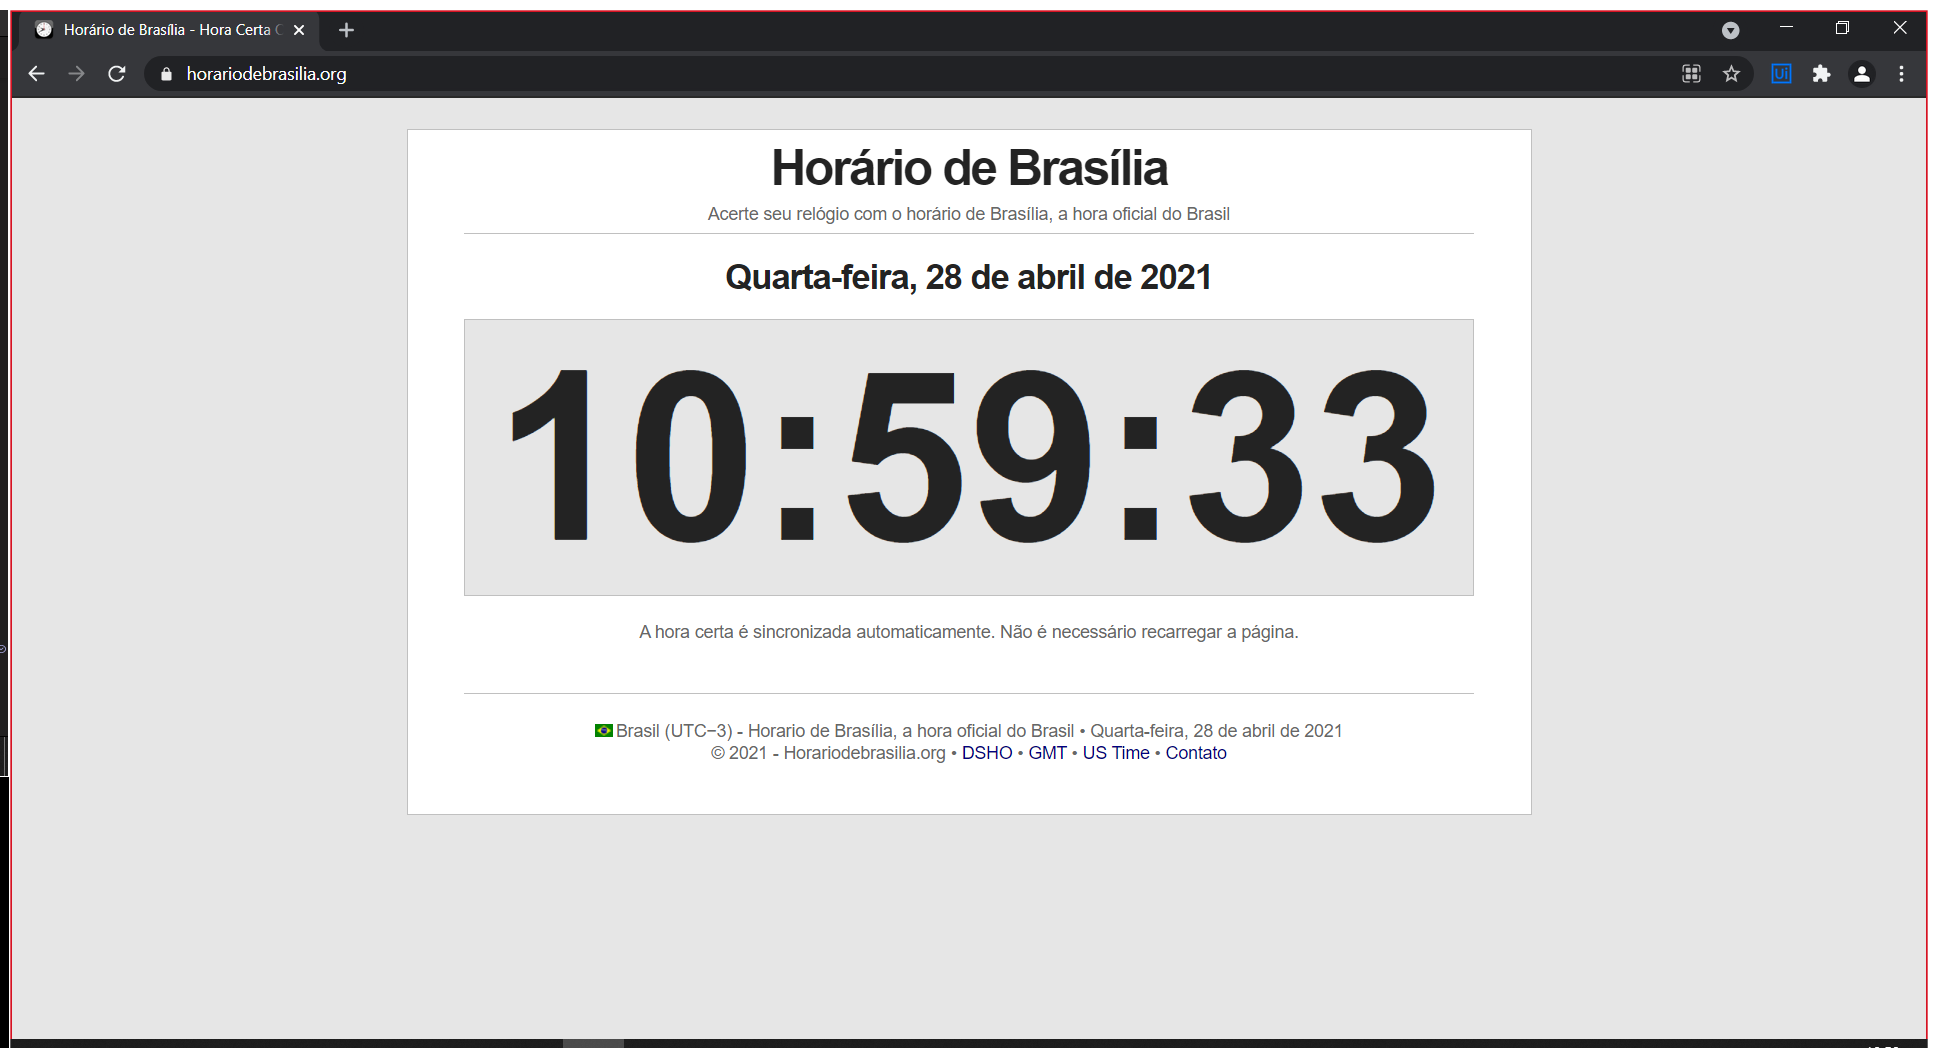 Horário de Brasília - Hora Certa
horariodebrasilia.org
Ui
Horário de Brasília
Acerte seu relógio com o horário de Brasília, a hora oficial do Brasil
Quarta-feira, 28 de abril de 2021
10:59:33
A hora certa é sincronizada automaticamente. Não é necessário recarregar a página.
Brasil (UTC−3) - Horario de Brasília, a hora oficial do Brasil • Quarta-feira, 28 de abril de 2021
© 2021 - Horariodebrasilia.org • DSHO • GMT • US Time • Contato